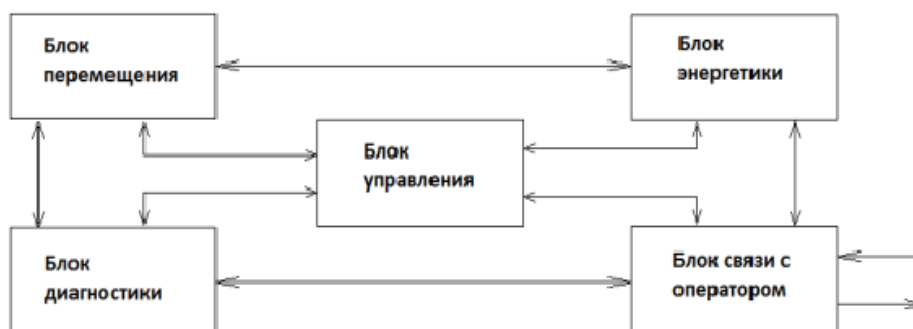 Блок
перемещения
Блок
энергетики
Блок
управления
Блок
диагностики
Блок связи с
оператором